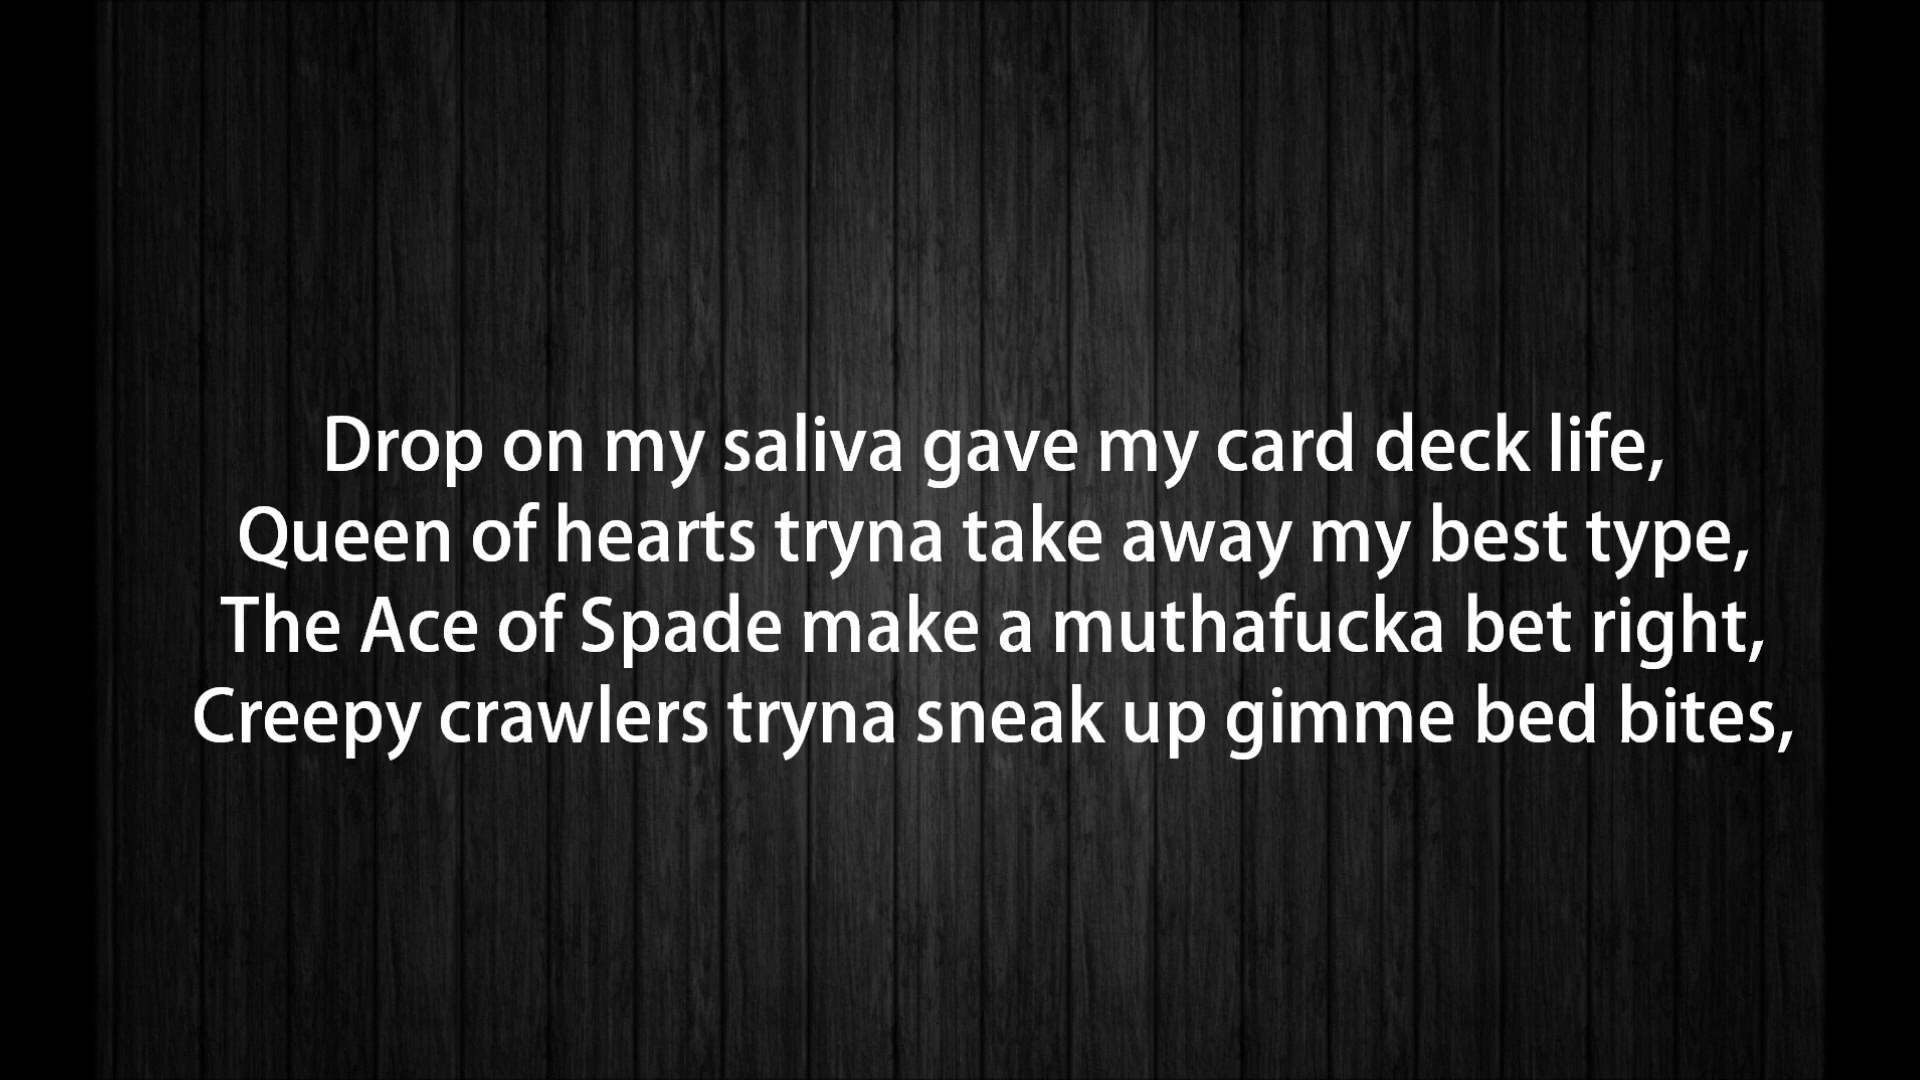 Drop on my saliva gave my card deck life,
Queen of hearts tryna take away my best type,
The Ace of Spade make a muthafucka bet right,
Creepy crawlers tryna sneak up gimme bed bites,